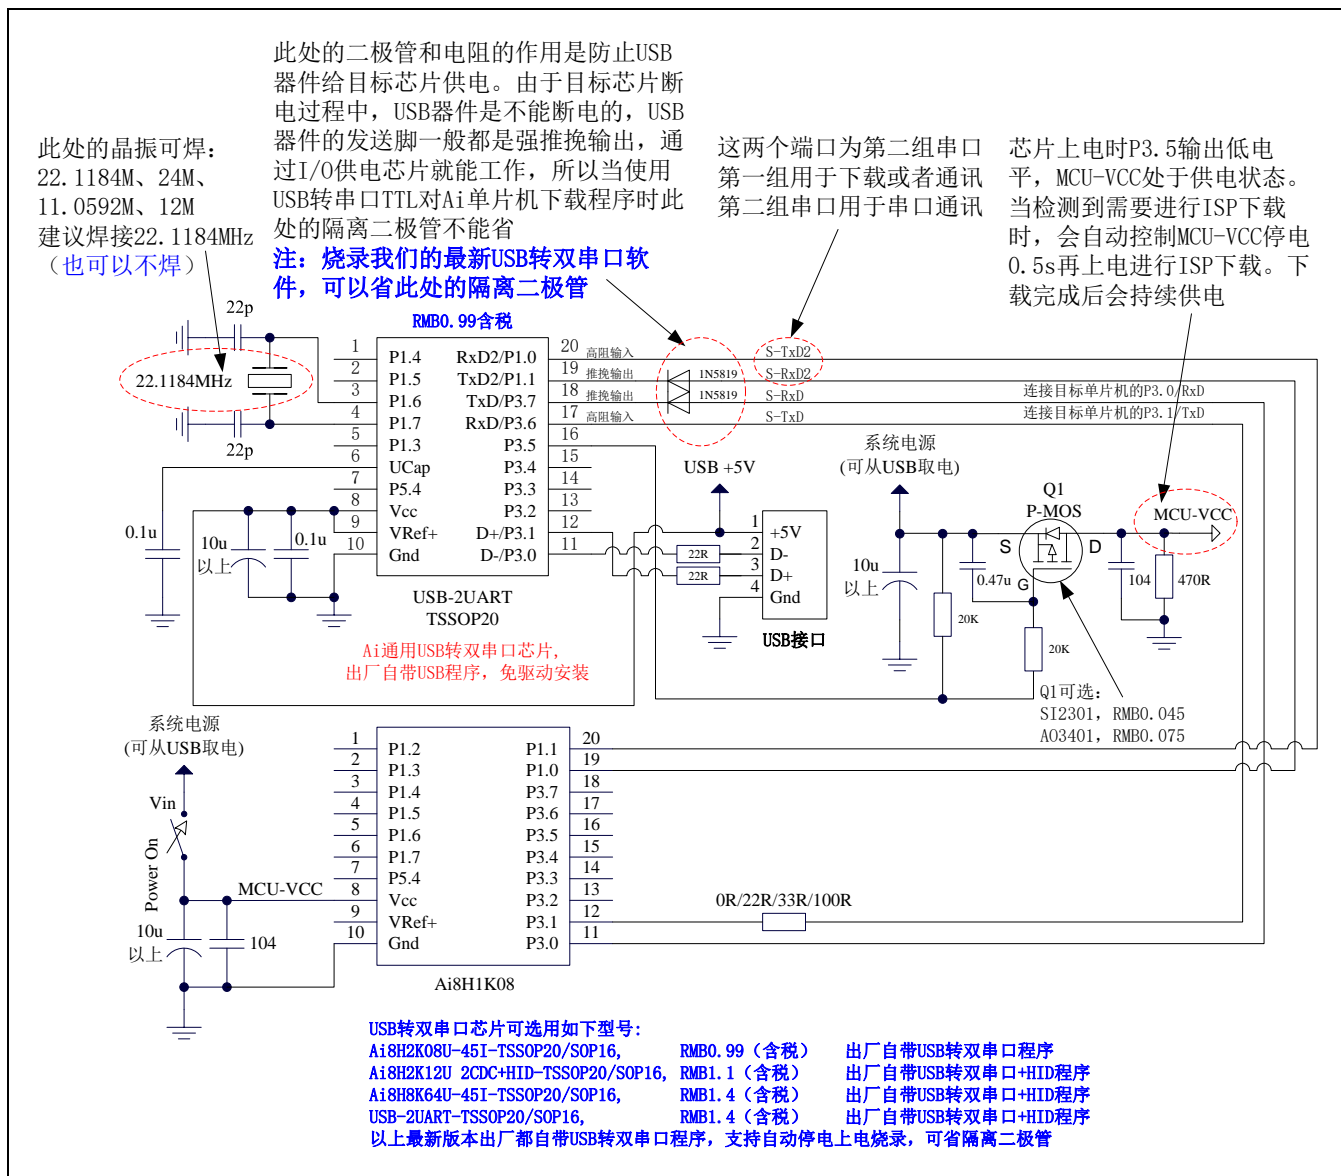 此处的二极管和电阻的作用是防止USB
器件给目标芯片供电。由于目标芯片断
电过程中，USB器件是不能断电的，USB
器件的发送脚一般都是强推挽输出，通
过I/O供电芯片就能工作，所以当使用
USB转串口TTL对Ai单片机下载程序时此
处的隔离二极管不能省
注：烧录我们的最新USB转双串口软
件，可以省此处的隔离二极管
此处的晶振可焊：
22.1184M、24M、
11.0592M、12M
建议焊接22.1184MHz
（也可以不焊）
这两个端口为第二组串口
第一组用于下载或者通讯
第二组串口用于串口通讯
芯片上电时P3.5输出低电
平，MCU-VCC处于供电状态。
当检测到需要进行ISP下载
时，会自动控制MCU-VCC停电
0.5s再上电进行ISP下载。下
载完成后会持续供电
22p
22.1184MHz
22p
RMB0.99含税
1 P1.4
2 P1.5
3 P1.6
4 P1.7
5 P1.3
6 UCap
7 P5.4
8 Vcc
9 VRef+
10 Gnd
RxD2/P1.0 20 高阻输入 S-TxD2
TxD2/P1.1 19 推挽输出 1N5819 S-RxD2
TxD/P3.7 18 推挽输出 1N5819 S-RxD 连接目标单片机的P3.0/RxD
RxD/P3.6 17 高阻输入 S-TxD 连接目标单片机的P3.1/TxD
P3.5 16
P3.4 15
P3.3 14
P3.2 13
D+/P3.1 12
D-/P3.0 11
USB-2UART
TSSOP20
0.1u
10u
以上
0.1u
Ai通用USB转双串口芯片，
出厂自带USB程序，免驱动安装
22R
22R
USB +5V
1 +5V
2 D-
3 D+
4 Gnd
USB接口
系统电源
(可从USB取电)
10u
以上
20K
0.47u
Q1
P-MOS
S
D
G
20K
MCU-VCC
104
470R
Q1可选：
SI2301，RMB0.045
AO3401，RMB0.075
系统电源
(可从USB取电)
Vin
Power On
MCU-VCC
10u
以上
104
1 P1.2
2 P1.3
3 P1.4
4 P1.5
5 P1.6
6 P1.7
7 P5.4
8 Vcc
9 VRef+
10 Gnd
P1.1 20
P1.0 19
P3.7 18
P3.6 17
P3.5 16
P3.4 15
P3.3 14
P3.2 13
P3.1 12
P3.0 11
0R/22R/33R/100R
Ai8H1K08
USB转双串口芯片可选用如下型号：
Ai8H2K08U-45I-TSSOP20/SOP16, RMB0.99（含税） 出厂自带USB转双串口程序
Ai8H2K12U 2CDC+HID-TSSOP20/SOP16, RMB1.1（含税） 出厂自带USB转双串口+HID程序
Ai8H8K64U-45I-TSSOP20/SOP16, RMB1.4（含税） 出厂自带USB转双串口+HID程序
USB-2UART-TSSOP20/SOP16, RMB1.4（含税） 出厂自带USB转双串口+HID程序
以上最新版本出厂都自带USB转双串口程序，支持自动停电上电烧录，可省隔离二极管